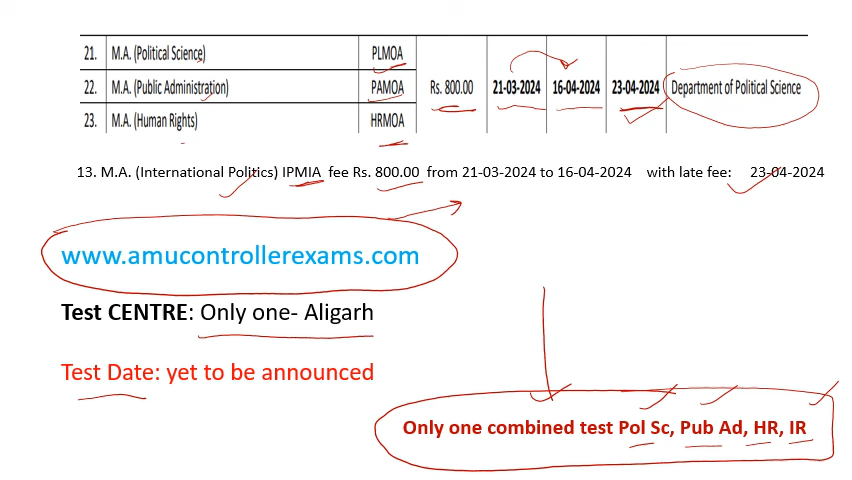 21. M.A. (Political Science) PLMOA
22. M.A. (Public Administration) PAMOA Rs. 800.00 21-03-2024 16-04-2024 23-04-2024 Department of Political Science
23. M.A. (Human Rights) HRMOA
13. M.A. (International Politics) IPMIA fee Rs. 800.00 from 21-03-2024 to 16-04-2024 with late fee: 23-04-2024
www.amucontrollerexams.com
Test CENTRE: Only one- Aligarh
Test Date: yet to be announced
Only one combined test Pol Sc, Pub Ad, HR, IR